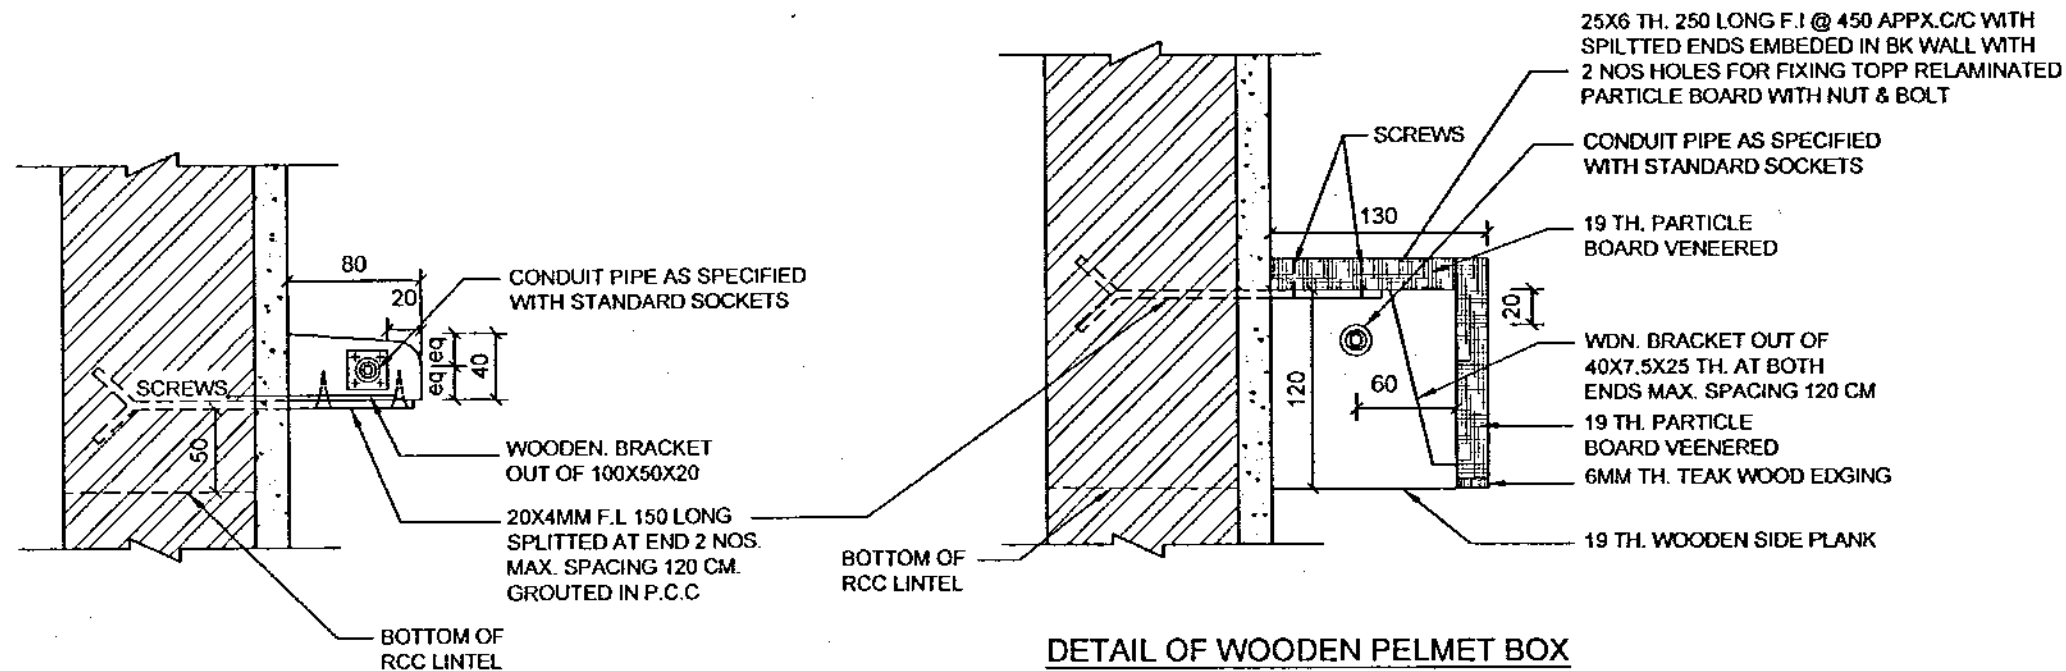 80
20
CONDUIT PIPE AS SPECIFIED
WITH STANDARD SOCKETS
eq
eq
40
SCREWS
50
WOODEN. BRACKET
OUT OF 100X50X20
20X4MM F.L 150 LONG
SPLITTED AT END 2 NOS.
MAX. SPACING 120 CM.
GROUTED IN P.C.C
BOTTOM OF
RCC LINTEL
25X6 TH. 250 LONG F.I @ 450 APPX.C/C WITH
SPILTTED ENDS EMBEDED IN BK WALL WITH
2 NOS HOLES FOR FIXING TOPP RELAMINATED
PARTICLE BOARD WITH NUT & BOLT
SCREWS
CONDUIT PIPE AS SPECIFIED
WITH STANDARD SOCKETS
130
19 TH. PARTICLE
BOARD VENEERED
20
WDN. BRACKET OUT OF
40X7.5X25 TH. AT BOTH
ENDS MAX. SPACING 120 CM
60
120
19 TH. PARTICLE
BOARD VEENERED
6MM TH. TEAK WOOD EDGING
19 TH. WOODEN SIDE PLANK
BOTTOM OF
RCC LINTEL
DETAIL OF WOODEN PELMET BOX